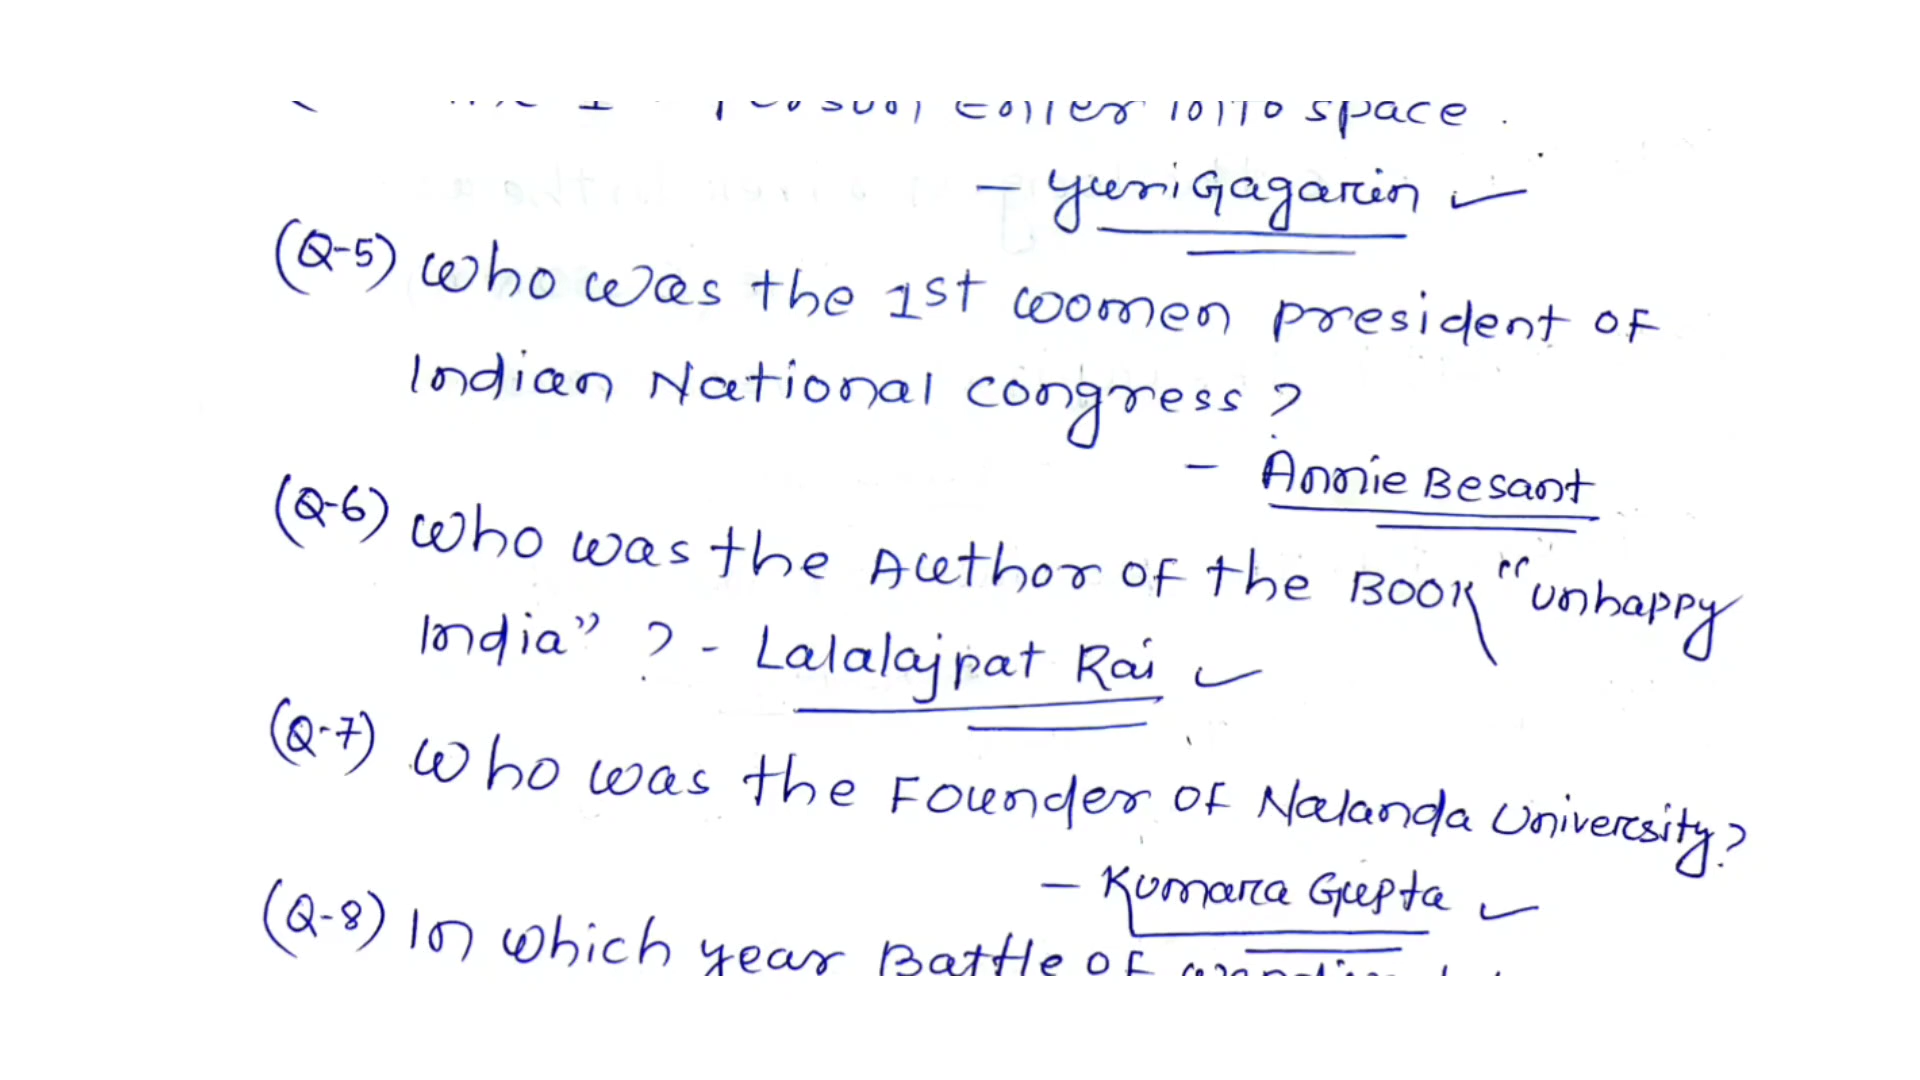 space.
- Yuri Gagarin
(Q-5) Who was the 1st women president of
Indian National Congress?
- Annie Besant
(Q-6) Who was the Author of the Book "unhappy
India" ? - Lalalajpat Rai
(Q-7) Who was the Founder of Nalanda University?
- Kumara Gupta
(Q-8) In which year Battle of